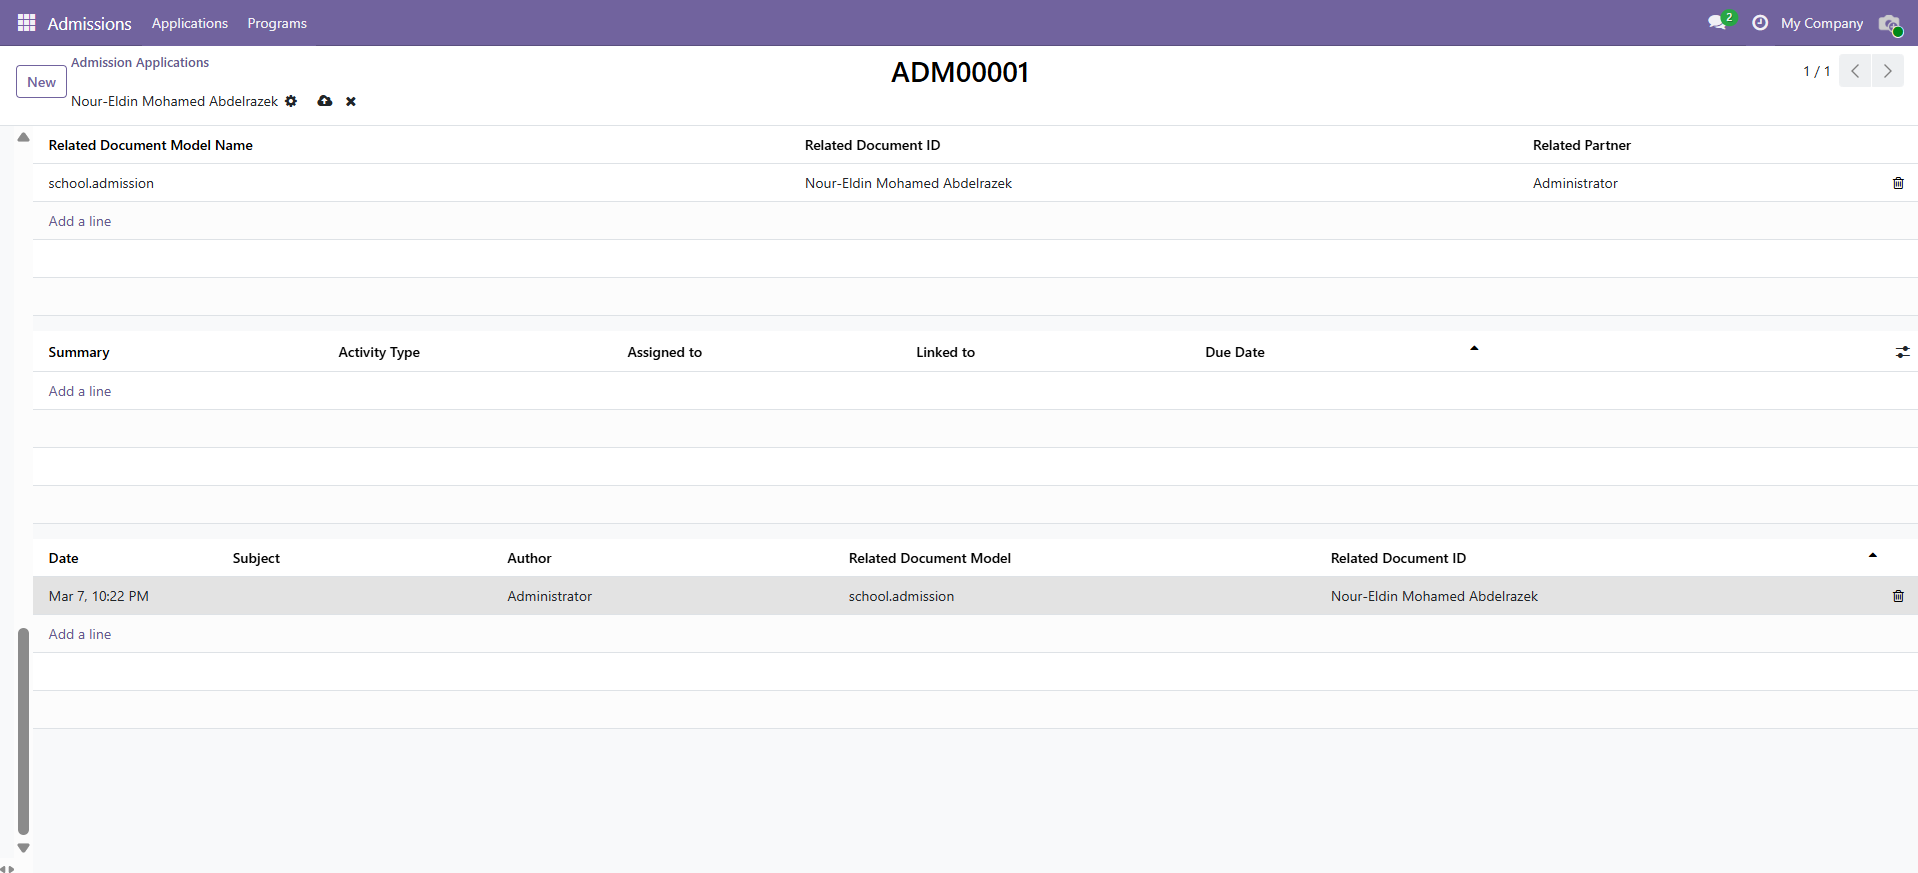 Admissions Applications Programs 2 My Company
Admission Applications
New
Nour-Eldin Mohamed Abdelrazek
ADM00001
1 / 1
Related Document Model Name Related Document ID Related Partner
school.admission Nour-Eldin Mohamed Abdelrazek Administrator
Add a line
Summary Activity Type Assigned to Linked to Due Date
Add a line
Date Subject Author Related Document Model Related Document ID
Mar 7, 10:22 PM Administrator school.admission Nour-Eldin Mohamed Abdelrazek
Add a line